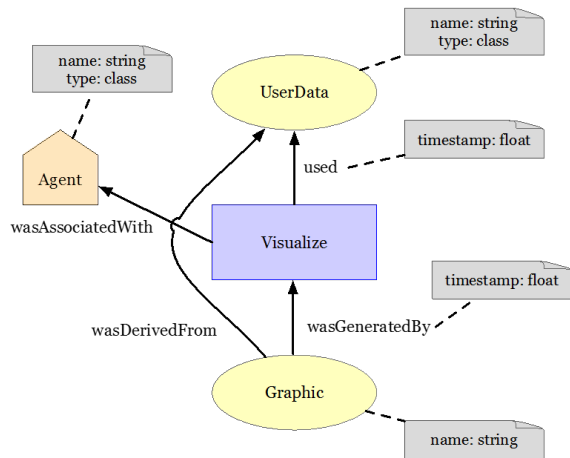 name: string
type: class
name: string
type: class
UserData
timestamp: float
used
Agent
wasAssociatedWith
Visualize
timestamp: float
wasDerivedFrom
wasGeneratedBy
Graphic
name: string